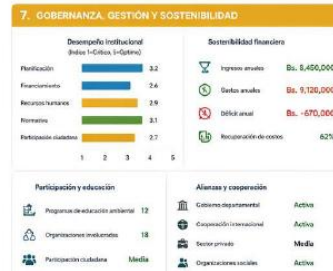 7. GOBERNANZA, GESTIÓN Y SOSTENIBILIDAD
Desempeño Institucional
(Índice 1=Crítico, 5=Óptimo)
Planificación 3.2
Financiamiento 2.6
Recursos humanos 2.9
Normativa 3.1
Participación ciudadana 2.7
1 2 3 4 5
Sostenibilidad financiera
Ingresos anuales Bs. 8,450,000
Gastos anuales Bs. 9,120,000
Déficit anual Bs. -670,000
Recuperación de costos 62%
Participación y educación
Programas de educación ambiental 12
Organizaciones involucradas 18
Participación ciudadana Media
Alianzas y cooperación
Gobierno departamental Activa
Cooperación internacional Activa
Sector privado Media
Organizaciones sociales Activa